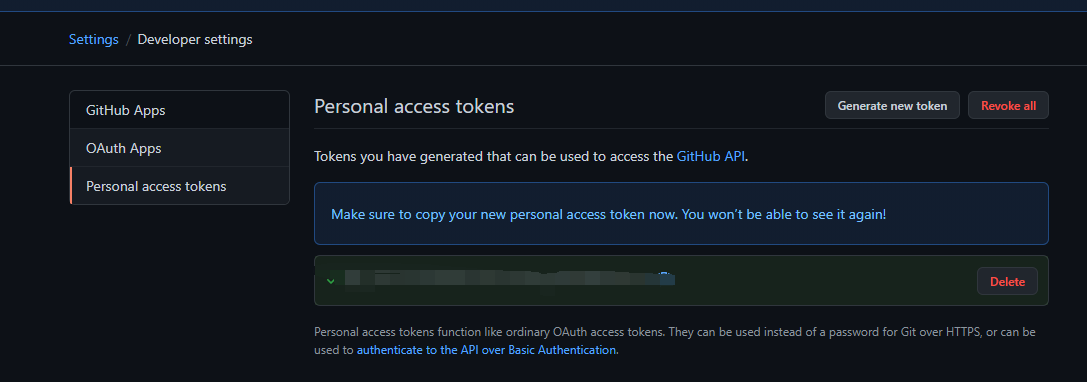 Settings / Developer settings
GitHub Apps
OAuth Apps
Personal access tokens
Personal access tokens
Generate new token
Revoke all
Tokens you have generated that can be used to access the GitHub API.
Make sure to copy your new personal access token now. You won't be able to see it again!
Delete
Personal access tokens function like ordinary OAuth access tokens. They can be used instead of a password for Git over HTTPS, or can be
used to authenticate to the API over Basic Authentication.